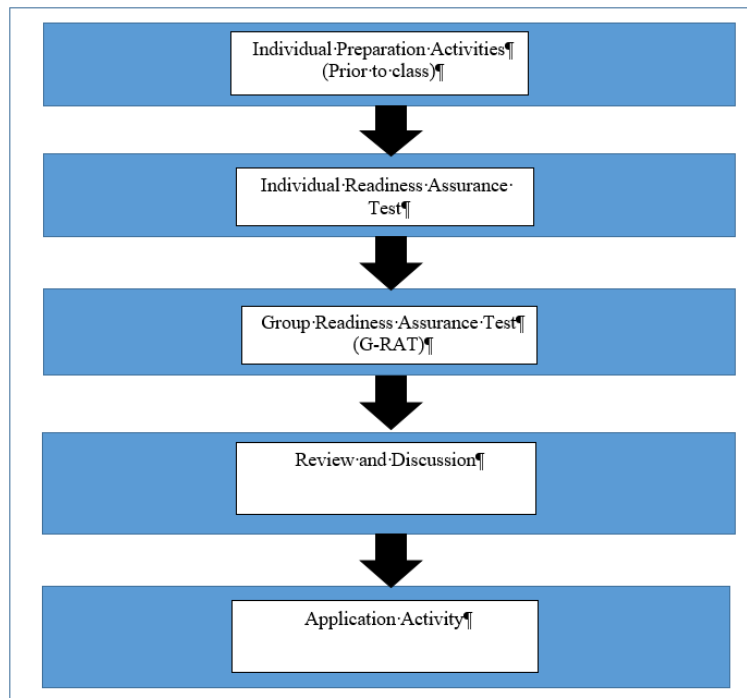 Individual·Preparation·Activities¶
(Prior·to·class)¶
Individual·Readiness·Assurance·
Test¶
Group·Readiness·Assurance·Test¶
(G-RAT)¶
Review·and·Discussion¶
Application·Activity¶